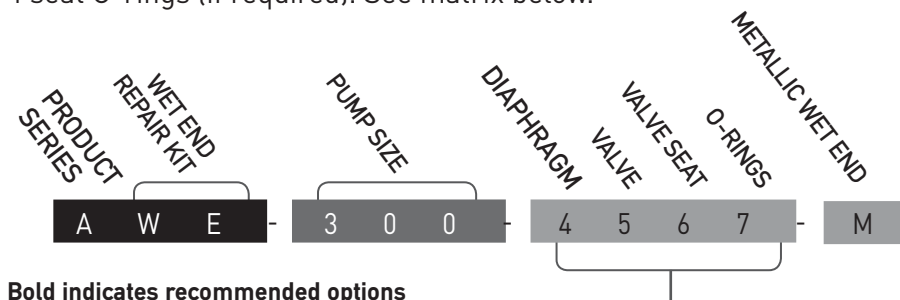 4 seat O-rings (if required). See matrix below.
PRODUCT
SERIES
WET END
REPAIR KIT
PUMP SIZE
DIAPHRAGM
VALVE
VALVE SEAT
O-RINGS
METALLIC WET END
A W E - 3 0 0 - 4 5 6 7 - M
Bold indicates recommended options